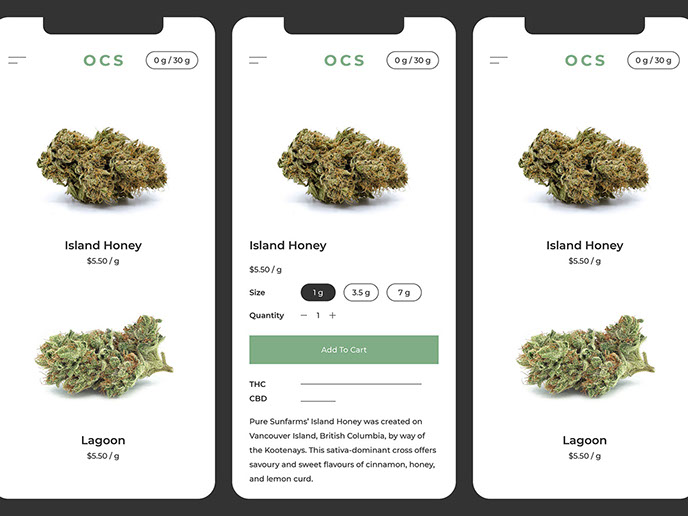 OCS
0 g / 30 g
Island Honey
$5.50 / g
Lagoon
$5.50 / g
OCS
0 g / 30 g
Island Honey
$5.50 / g
Size 1 g 3.5 g 7 g
Quantity — 1 +
Add To Cart
THC
CBD
Pure Sunfarms' Island Honey was created on
Vancouver Island, British Columbia, by way of
the Kootenays. This sativa-dominant cross offers
savoury and sweet flavours of cinnamon, honey,
and lemon curd.
OCS
0 g / 30 g
Island Honey
$5.50 / g
Lagoon
$5.50 / g